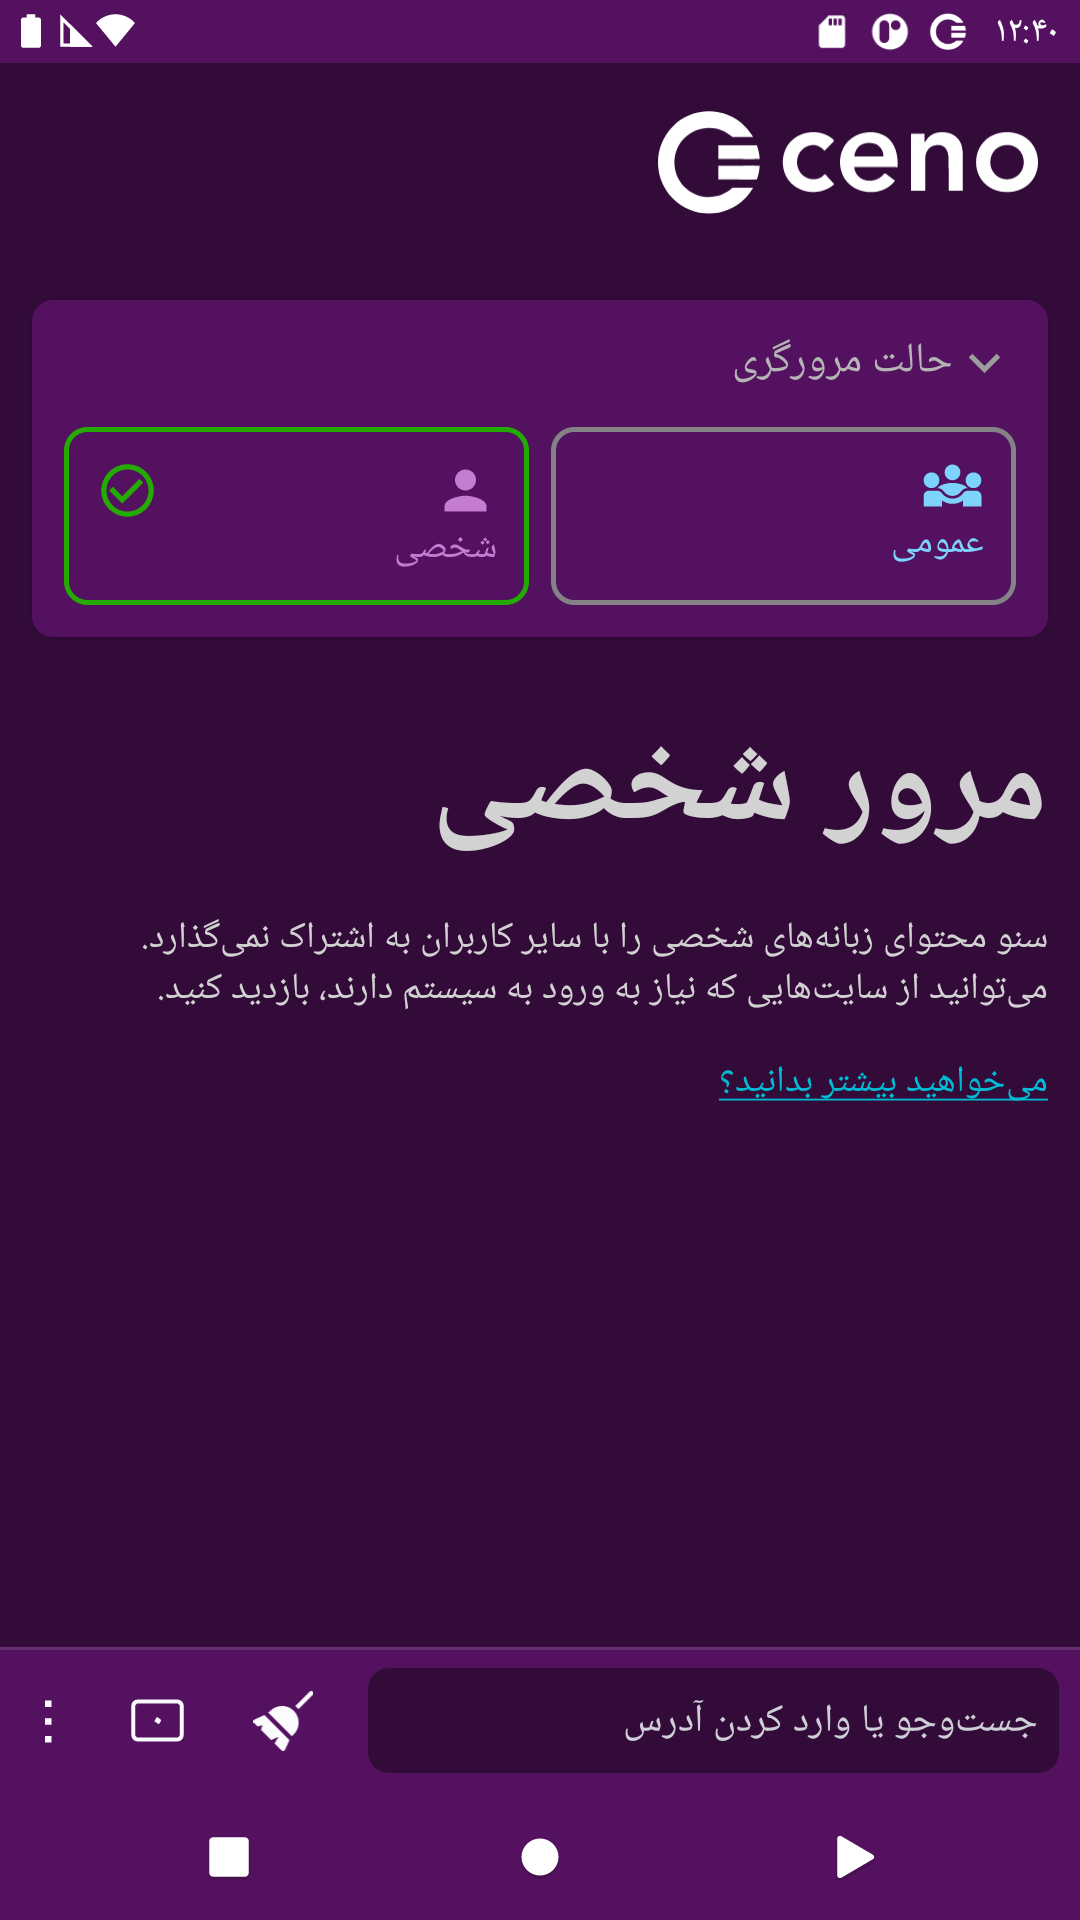 ۱۲:۴۰
ceno
حالت مرورگری
عمومی
شخصی
مرور شخصی
سنو محتوای زبانه‌های شخصی را با سایر کاربران به اشتراک نمی‌گذارد.
می‌توانید از سایت‌هایی که نیاز به ورود به سیستم دارند، بازدید کنید.
می‌خواهید بیشتر بدانید؟
جست‌وجو یا وارد کردن آدرس
۰